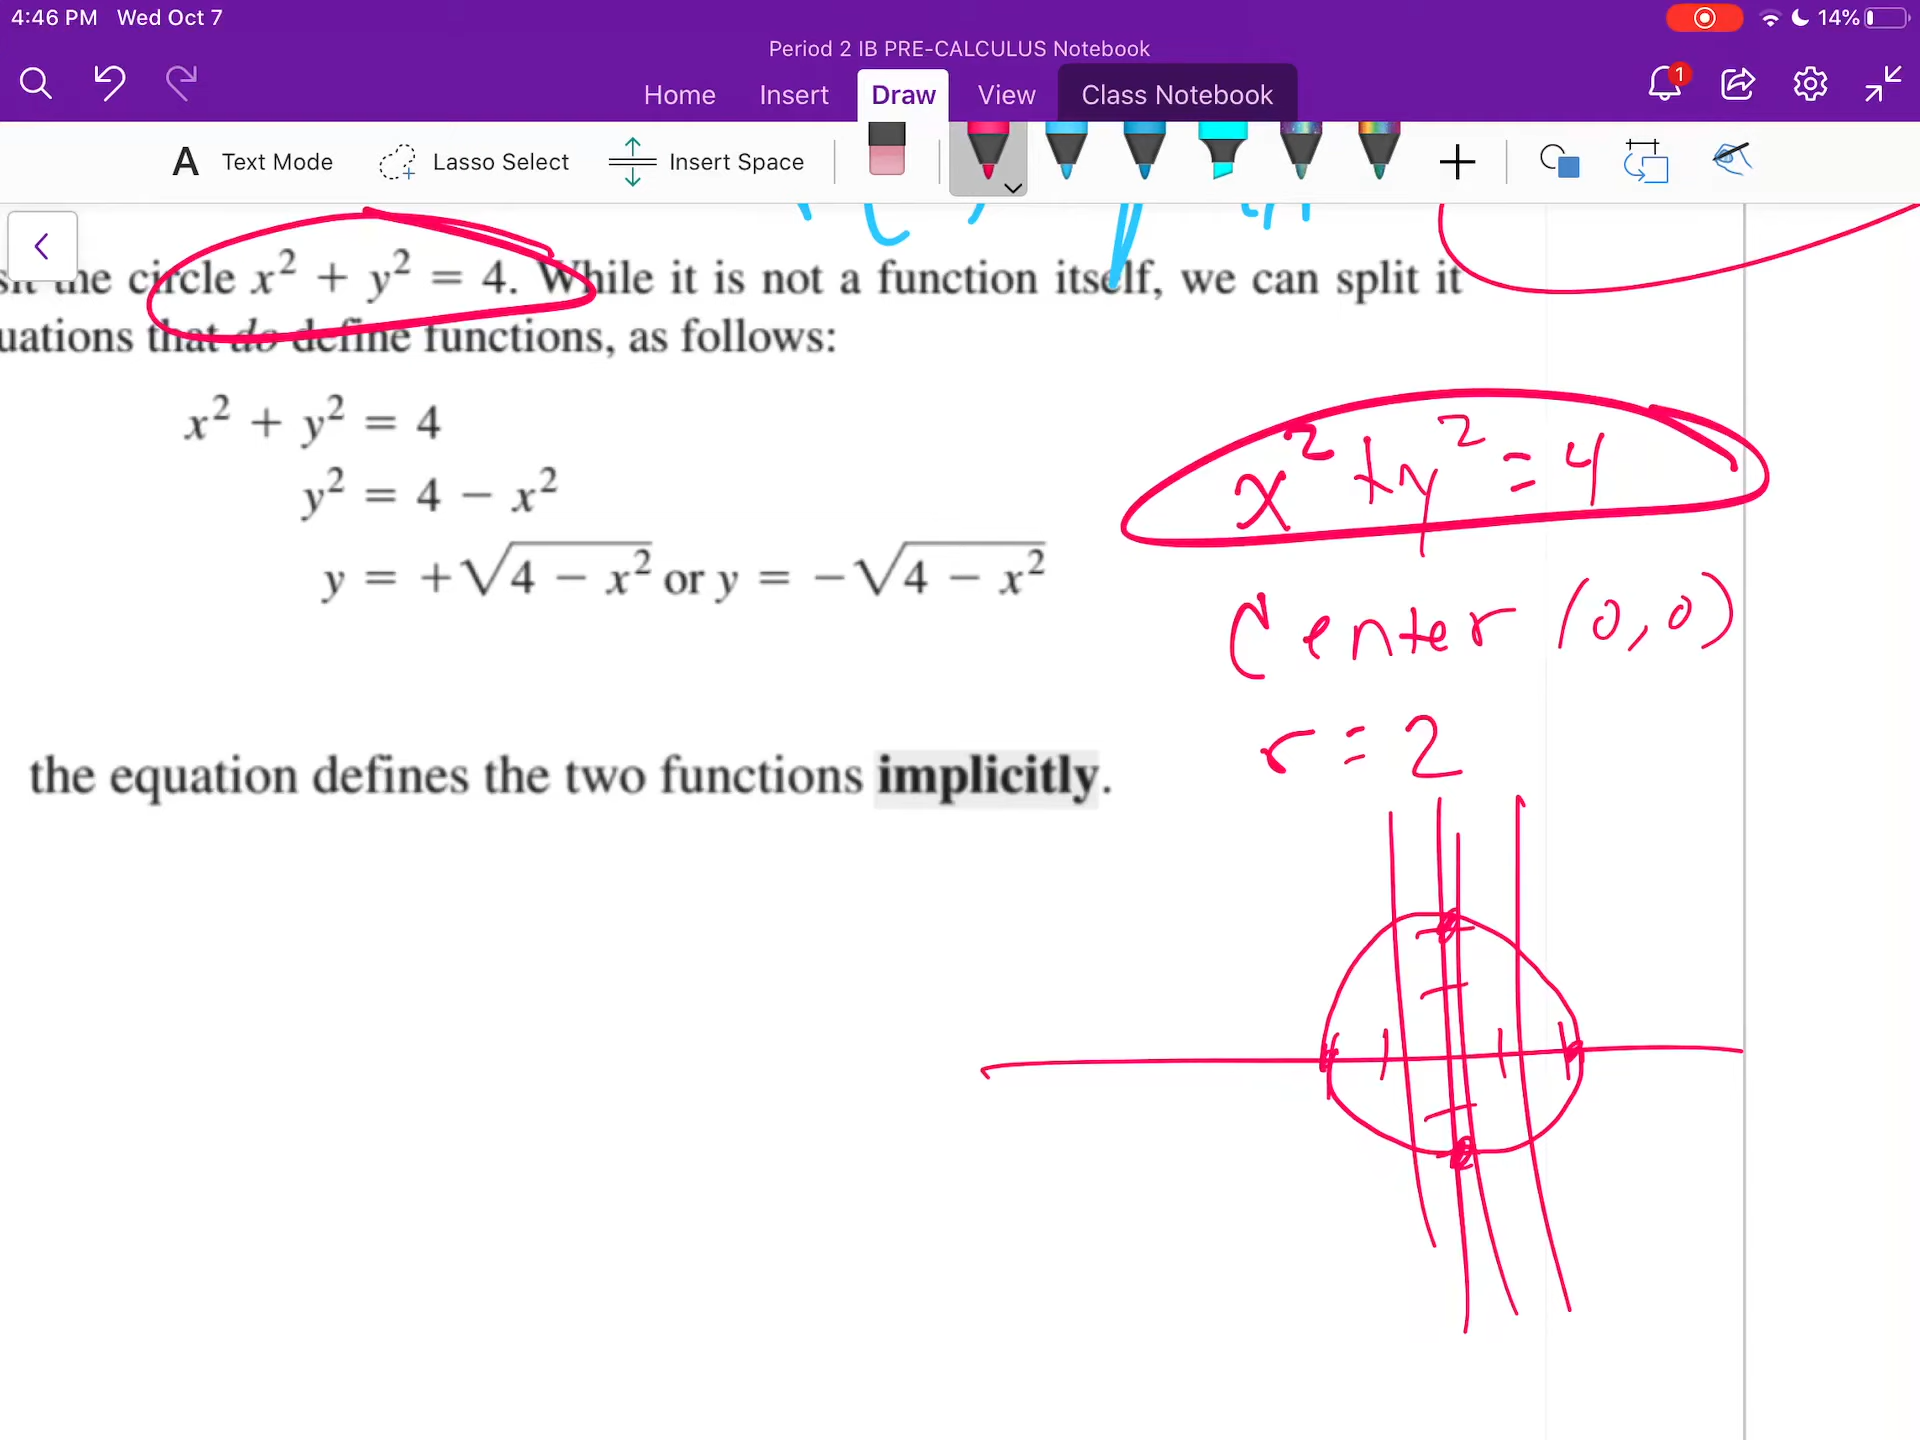 4:46 PM Wed Oct 7
14%
Period 2 IB PRE-CALCULUS Notebook
Home Insert Draw View Class Notebook
1
A Text Mode Lasso Select Insert Space
the circle x² + y² = 4. While it is not a function itself, we can split it
uations that do define functions, as follows:
x² + y² = 4
y² = 4 − x²
y = +√4 − x² or y = −√4 − x²
the equation defines the two functions implicitly.
x² + y² = 4
Center (0,0)
r = 2